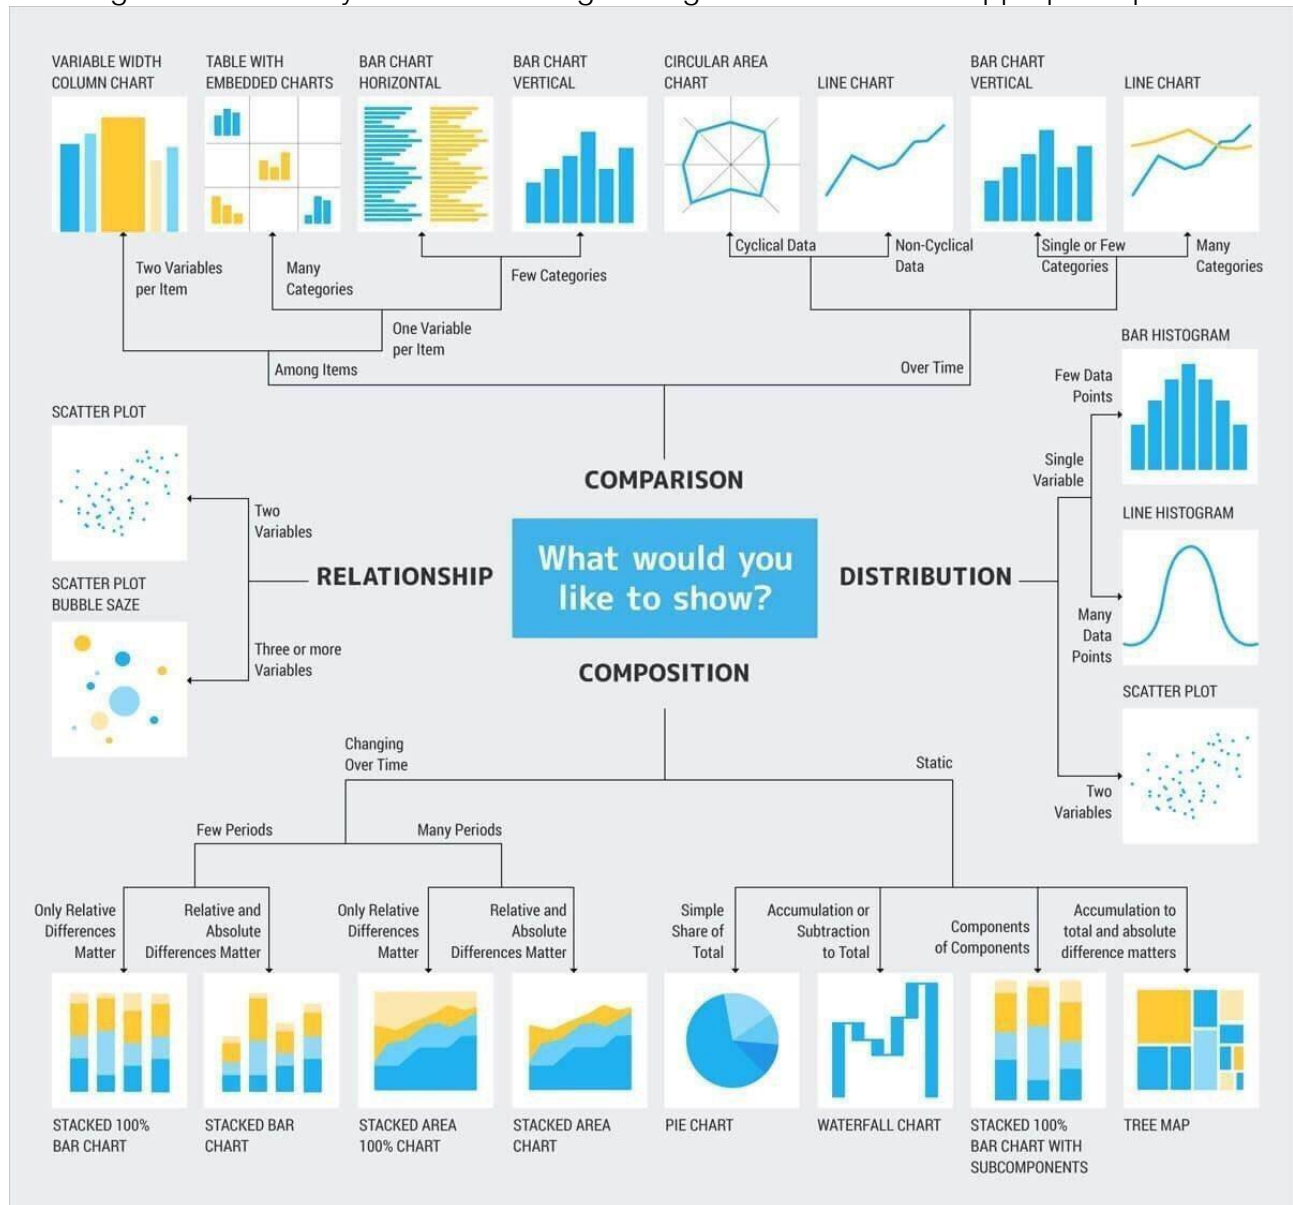 VARIABLE WIDTH
COLUMN CHART
TABLE WITH
EMBEDDED CHARTS
BAR CHART
HORIZONTAL
BAR CHART
VERTICAL
CIRCULAR AREA
CHART
LINE CHART
BAR CHART
VERTICAL
LINE CHART
Two Variables
per Item
Many
Categories
Few Categories
Cyclical Data
Non-Cyclical
Data
Single or Few
Categories
Many
Categories
One Variable
per Item
Among Items
Over Time
SCATTER PLOT
COMPARISON
BAR HISTOGRAM
Few Data
Points
Single
Variable
Two
Variables
RELATIONSHIP
What would you
like to show?
DISTRIBUTION
LINE HISTOGRAM
SCATTER PLOT
BUBBLE SAZE
Three or more
Variables
Many
Data
Points
COMPOSITION
SCATTER PLOT
Two
Variables
Changing
Over Time
Static
Few Periods
Many Periods
Only Relative
Differences
Matter
Relative and
Absolute
Differences Matter
Only Relative
Differences
Matter
Relative and
Absolute
Differences Matter
Simple
Share of
Total
Accumulation or
Subtraction
to Total
Components
of Components
Accumulation to
total and absolute
difference matters
STACKED 100%
BAR CHART
STACKED BAR
CHART
STACKED AREA
100% CHART
STACKED AREA
CHART
PIE CHART
WATERFALL CHART
STACKED 100%
BAR CHART WITH
SUBCOMPONENTS
TREE MAP